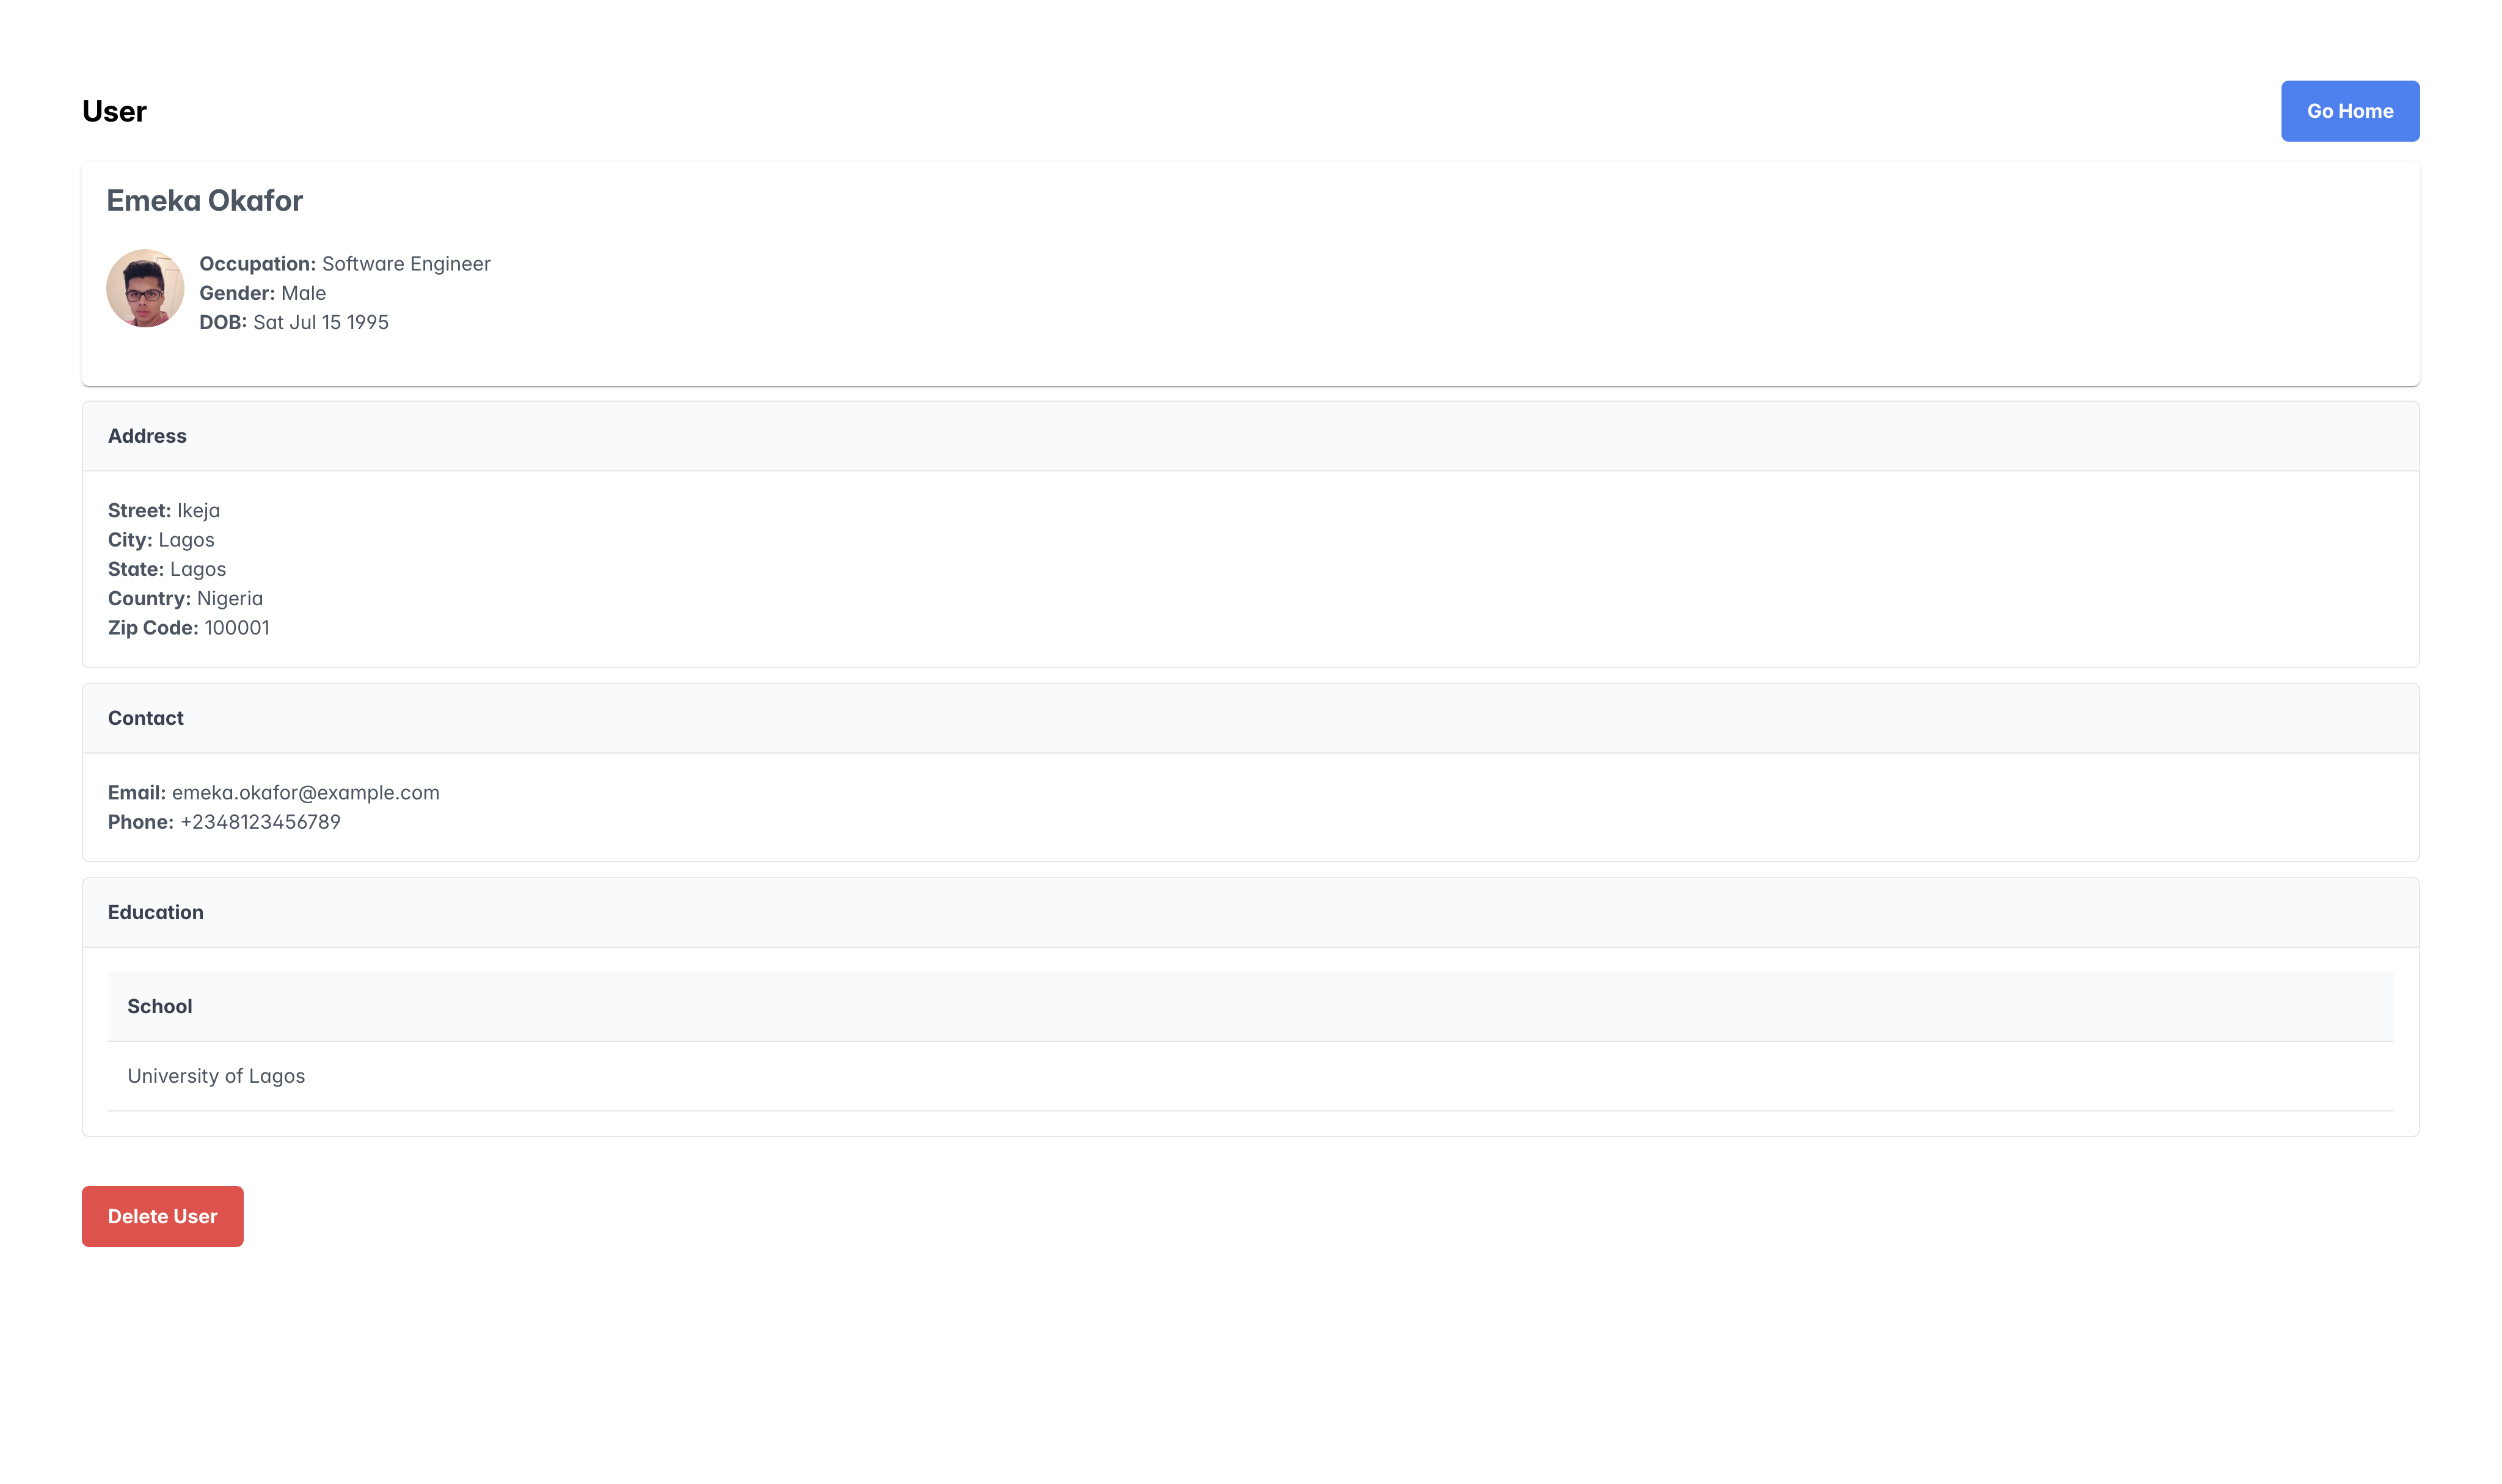 User
Go Home
Emeka Okafor
Occupation: Software Engineer
Gender: Male
DOB: Sat Jul 15 1995
Address
Street: Ikeja
City: Lagos
State: Lagos
Country: Nigeria
Zip Code: 100001
Contact
Email: emeka.okafor@example.com
Phone: +2348123456789
Education
School
University of Lagos
Delete User